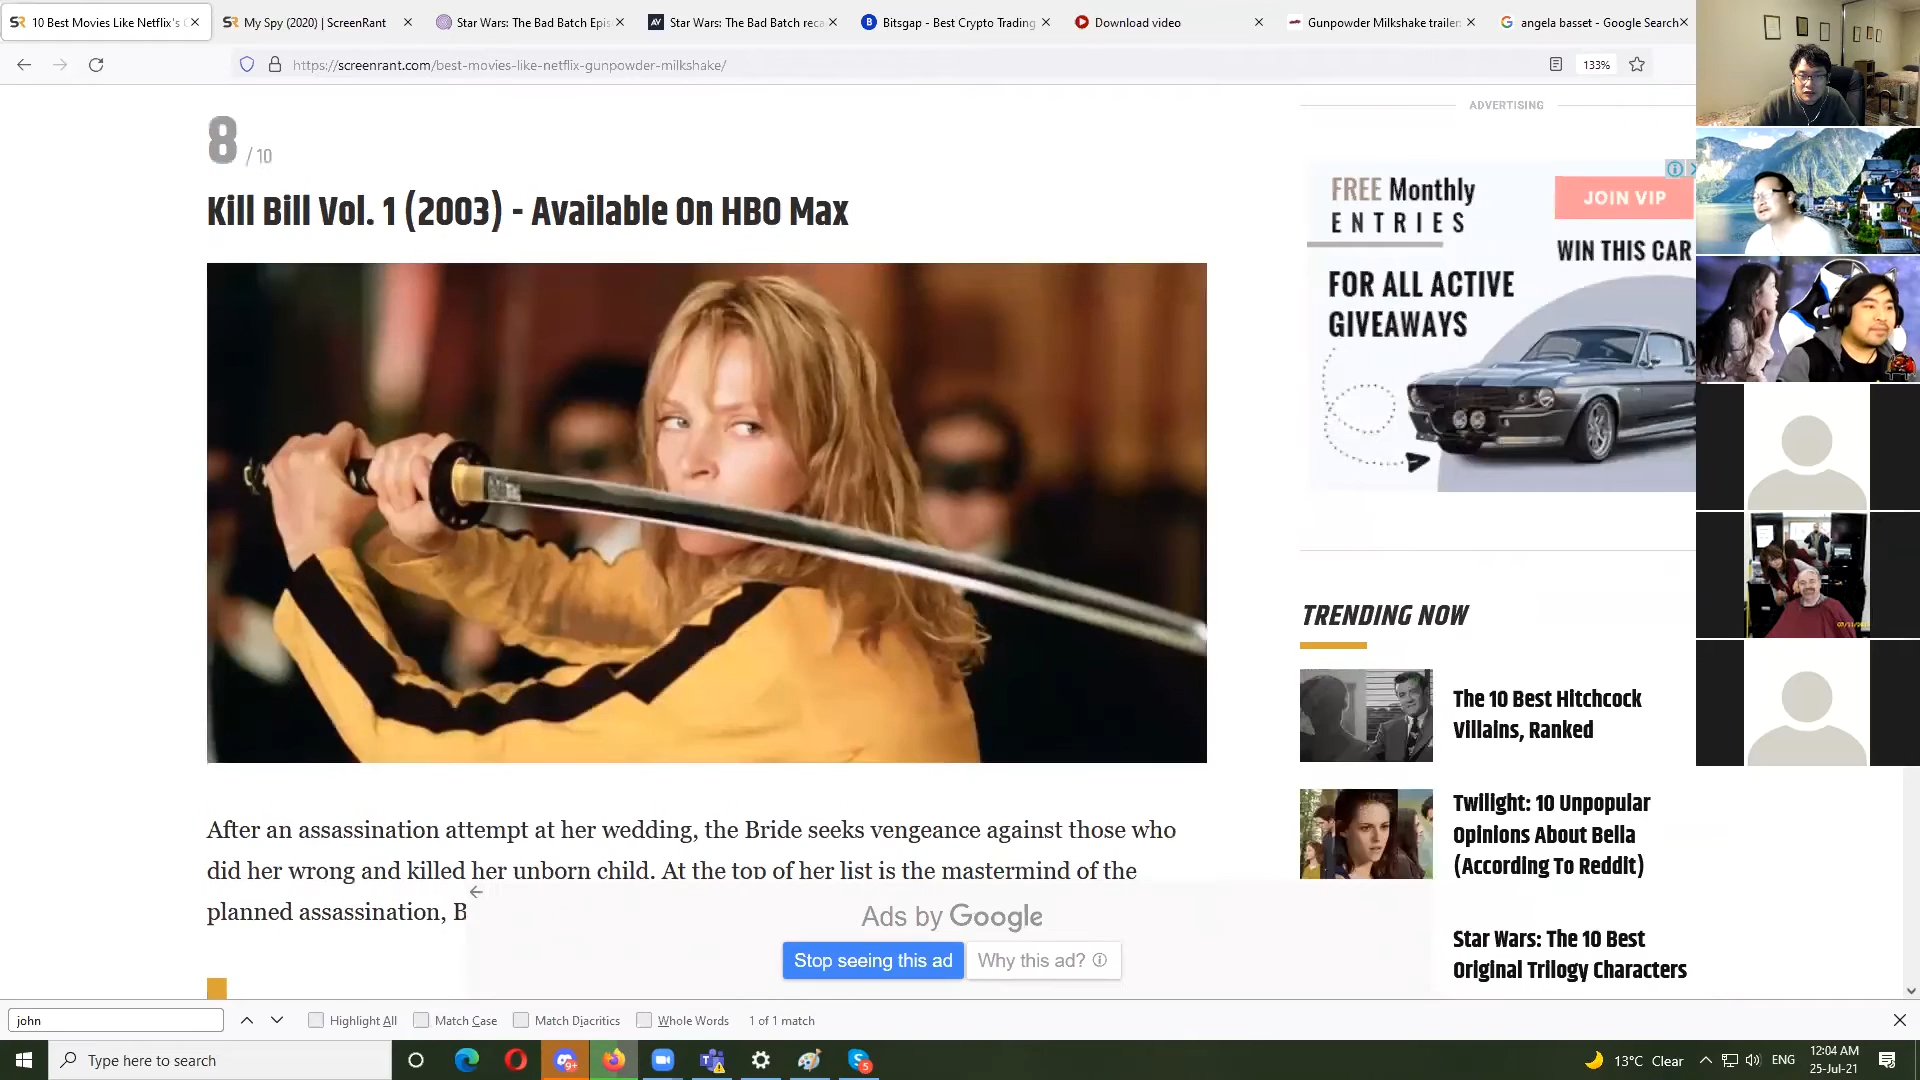 10 Best Movies Like Netflix's
My Spy (2020) | ScreenRant
Star Wars: The Bad Batch Epis
Star Wars: The Bad Batch reca
Bitsgap - Best Crypto Trading
Download video
Gunpowder Milkshake trailer
angela basset - Google Search
https://screenrant.com/best-movies-like-netflix-gunpowder-milkshake/
133%
8 / 10
Kill Bill Vol. 1 (2003) - Available On HBO Max
After an assassination attempt at her wedding, the Bride seeks vengeance against those who
did her wrong and killed her unborn child. At the top of her list is the mastermind of the
planned assassination, B
Ads by Google
Stop seeing this ad
Why this ad?
ADVERTISING
FREE Monthly
ENTRIES
JOIN VIP
WIN THIS CAR
FOR ALL ACTIVE
GIVEAWAYS
TRENDING NOW
The 10 Best Hitchcock
Villains, Ranked
Twilight: 10 Unpopular
Opinions About Bella
(According To Reddit)
Star Wars: The 10 Best
Original Trilogy Characters
john
Highlight All
Match Case
Match Diacritics
Whole Words
1 of 1 match
Type here to search
13°C Clear
ENG
12:04 AM
25-Jul-21